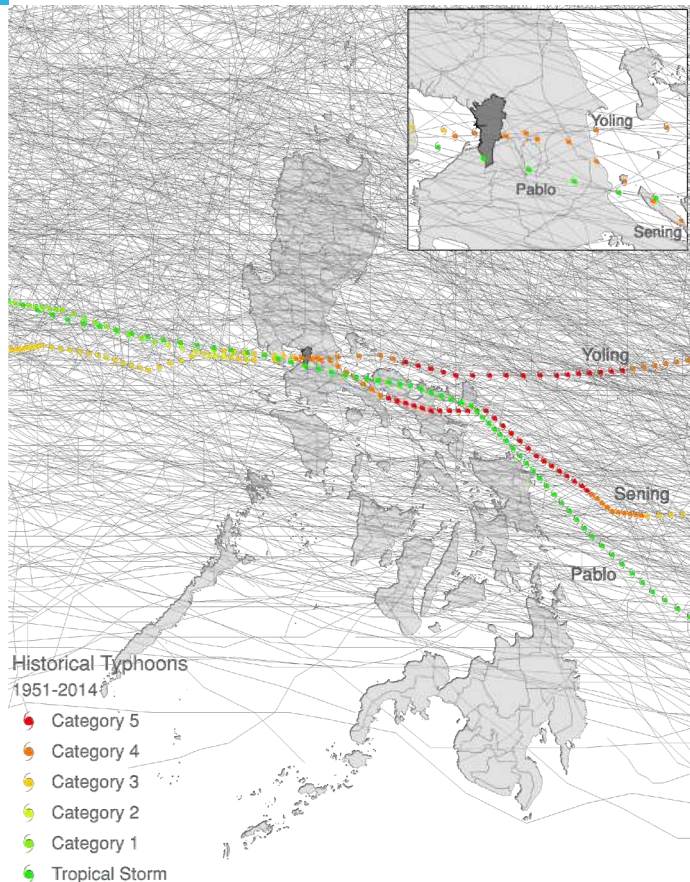 Yoling
Pablo
Sening
Yoling
Sening
Pablo
Historical Typhoons
1951-2014
Category 5
Category 4
Category 3
Category 2
Category 1
Tropical Storm